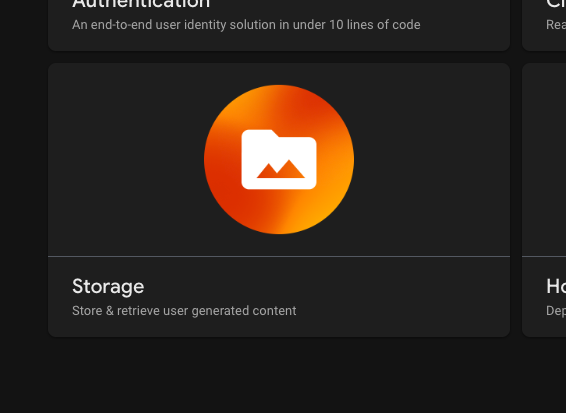 Authentication
An end-to-end user identity solution in under 10 lines of code
Storage
Store & retrieve user generated content